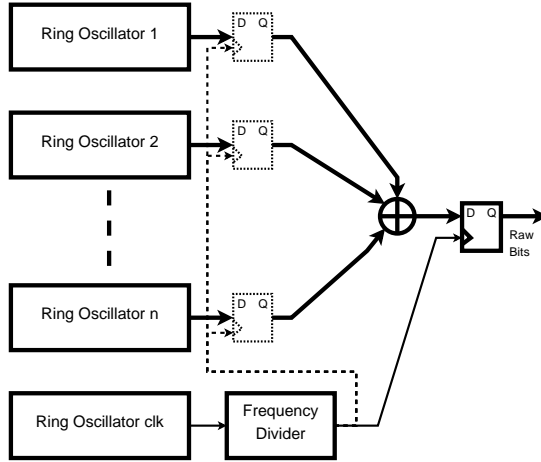 Ring Oscillator 1
D Q
Ring Oscillator 2
D Q
D Q
Raw
Bits
Ring Oscillator n
D Q
Ring Oscillator clk
Frequency
Divider